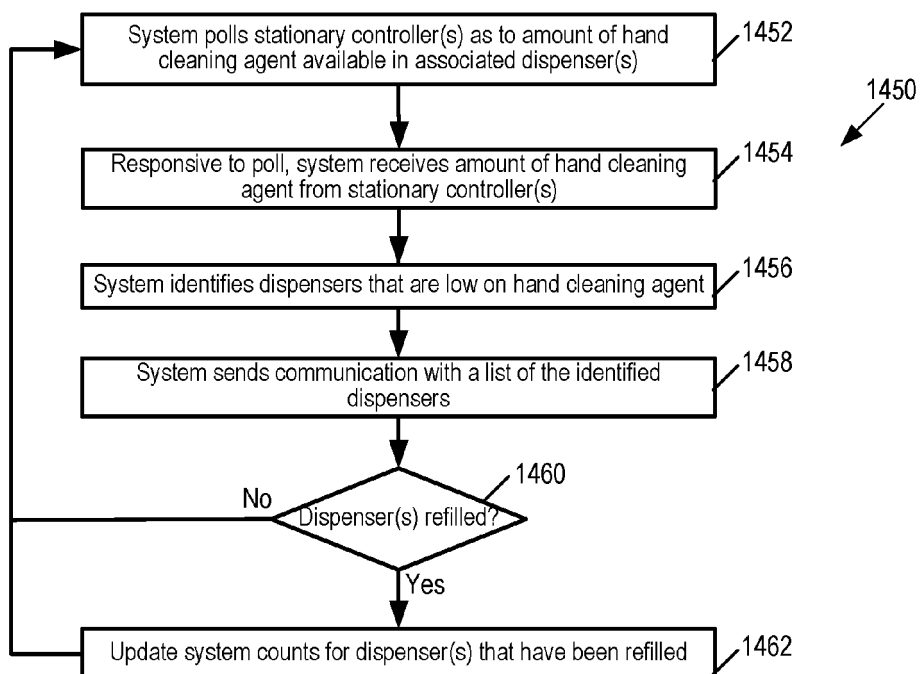 System polls stationary controller(s) as to amount of hand
cleaning agent available in associated dispenser(s)
1452
1450
Responsive to poll, system receives amount of hand cleaning
agent from stationary controller(s)
1454
System identifies dispensers that are low on hand cleaning agent
1456
System sends communication with a list of the identified
dispensers
1458
1460
No
Dispenser(s) refilled?
Yes
Update system counts for dispenser(s) that have been refilled
1462